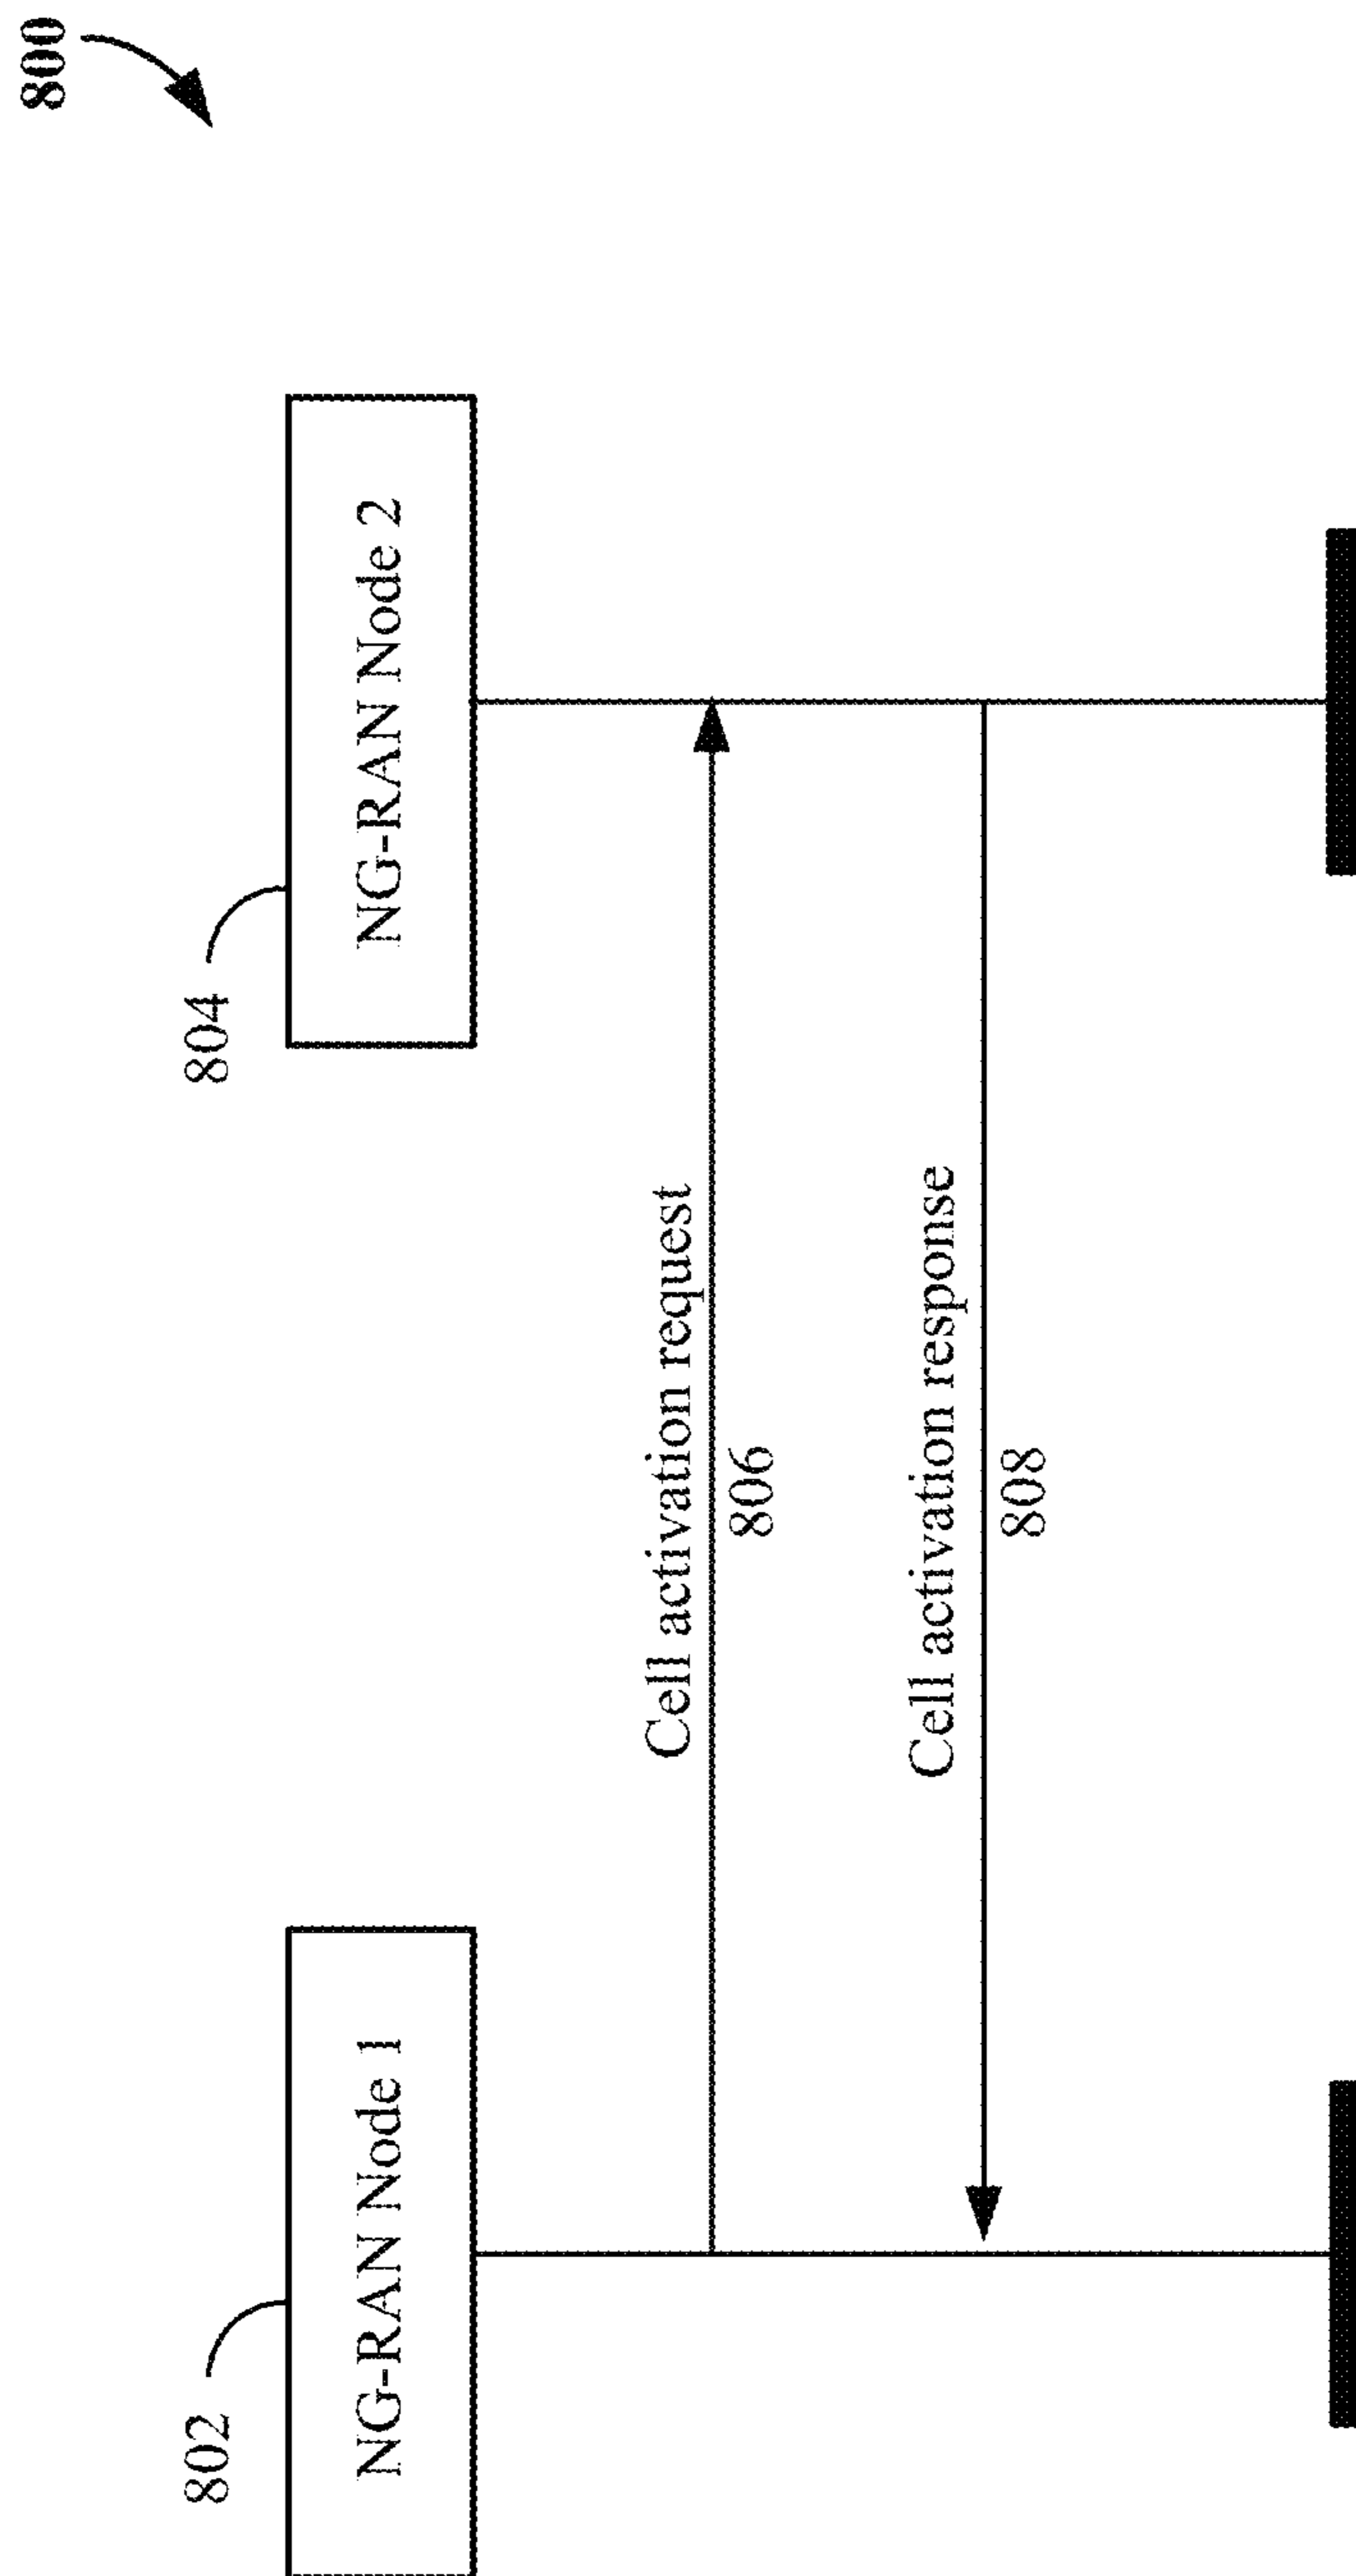 800
802
NG-RAN Node 1
804
NG-RAN Node 2
Cell activation request
806
Cell activation response
808